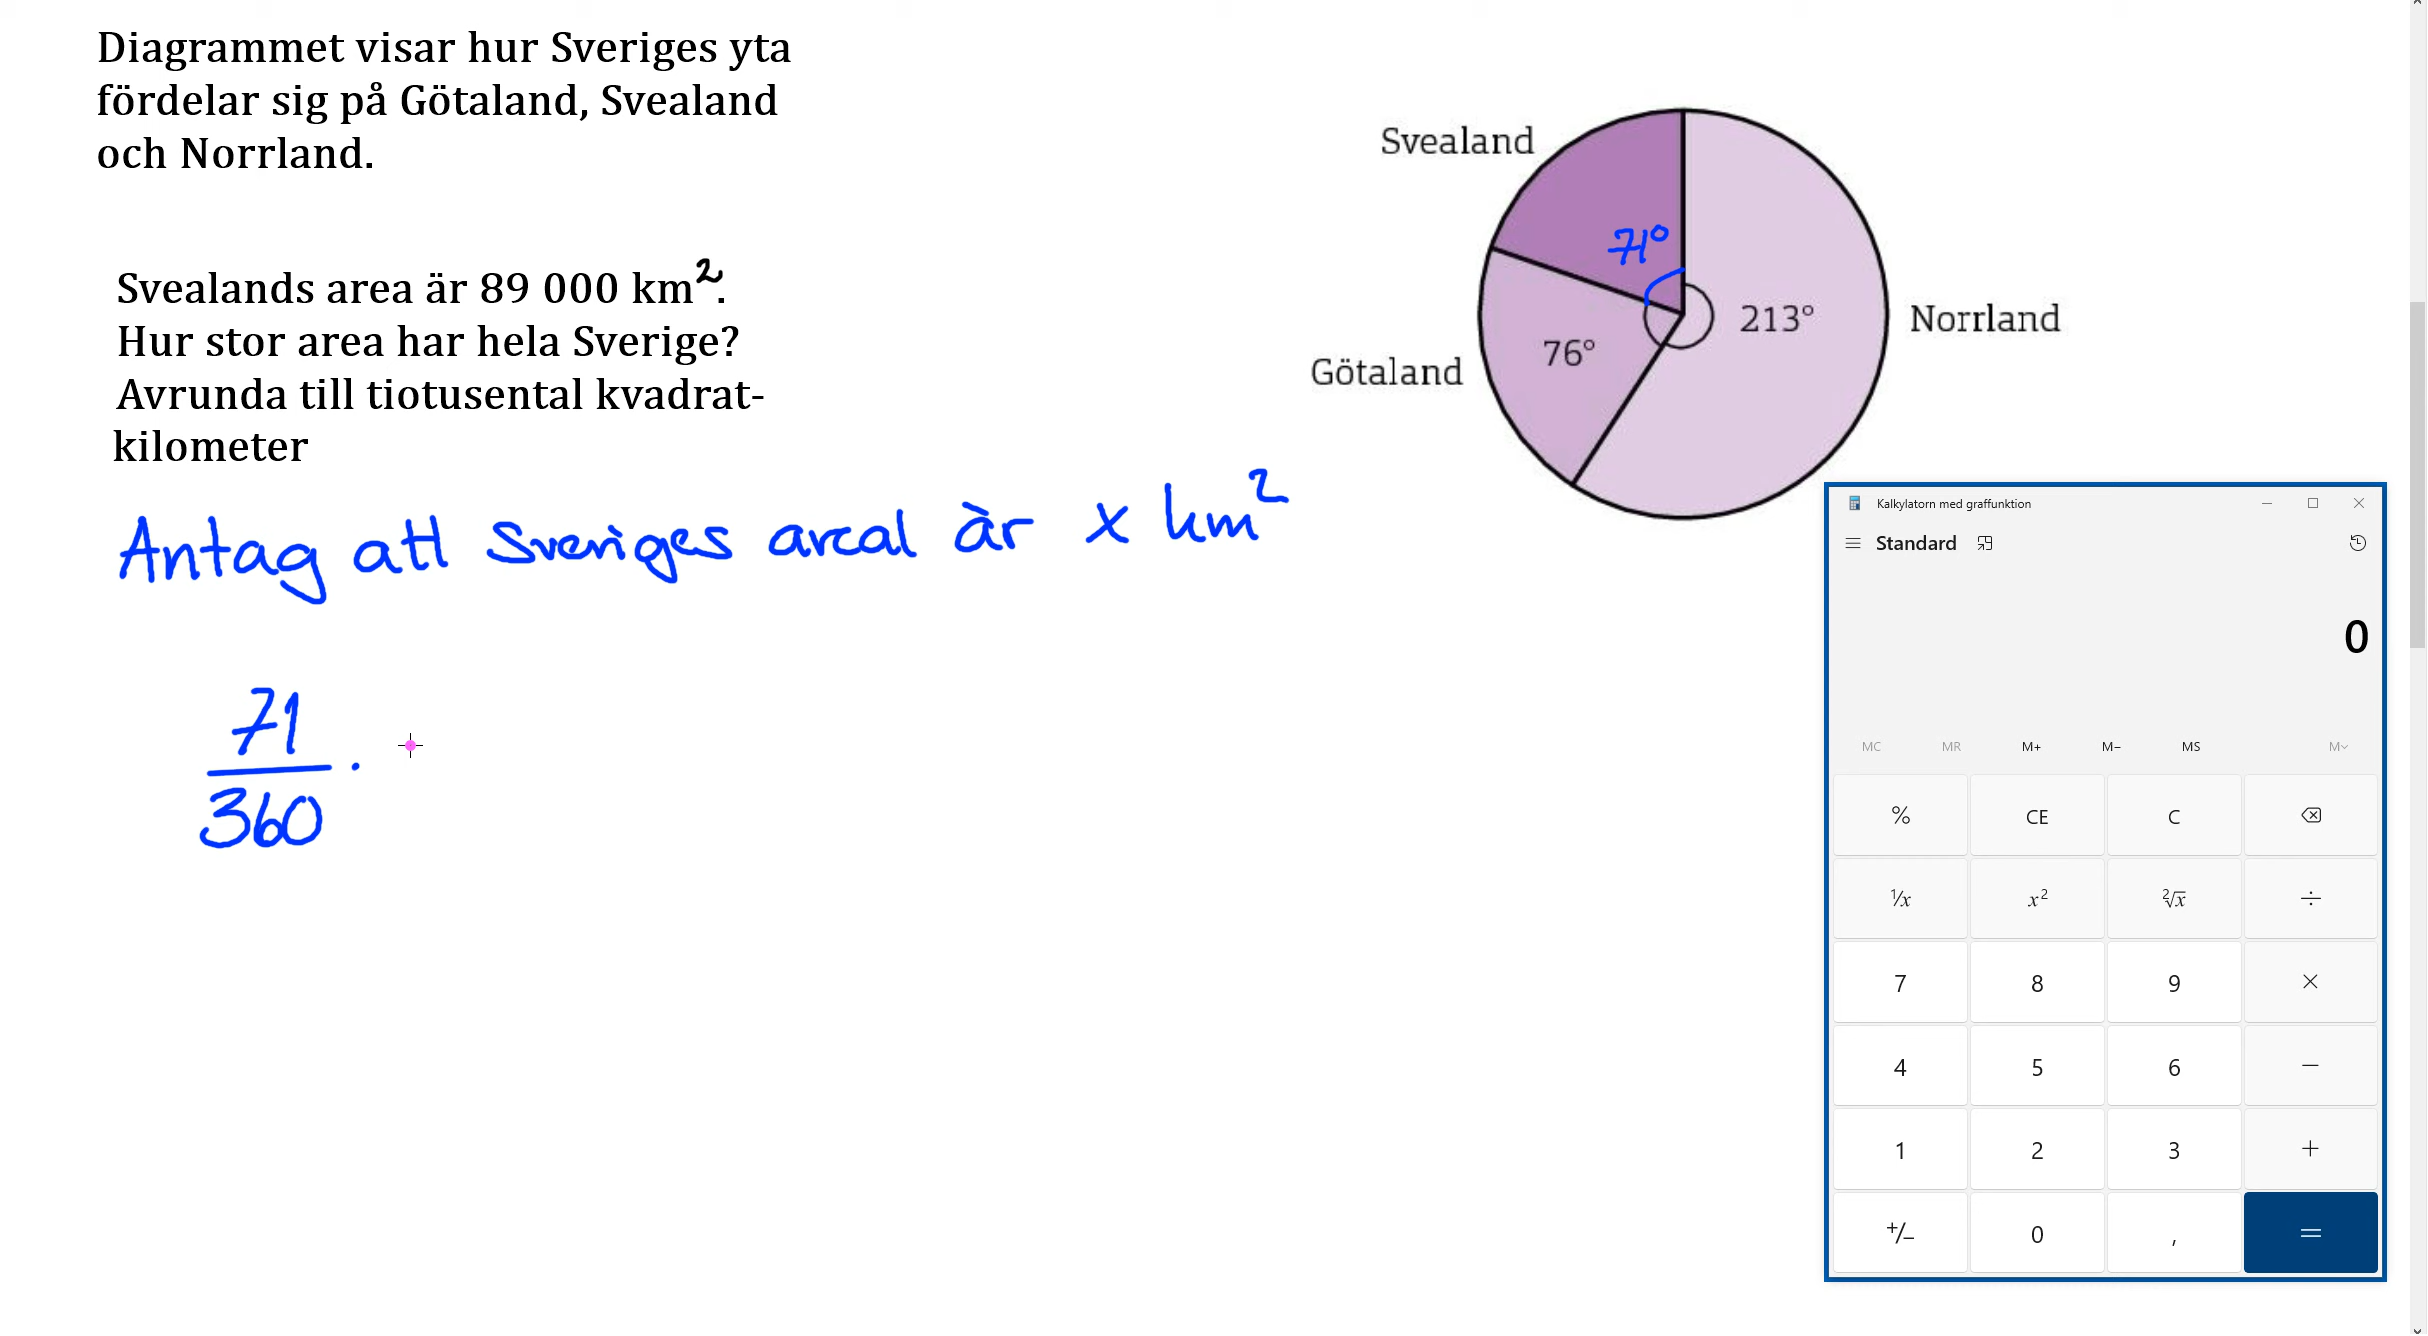 Diagrammet visar hur Sveriges yta
fördelar sig på Götaland, Svealand
och Norrland.
Svealands area är 89 000 km².
Hur stor area har hela Sverige?
Avrunda till tiotusental kvadrat-
kilometer
Svealand
71°
213°
Norrland
76°
Götaland
Antag att Sveriges areal är x km²
71
360 ·
Kalkylatorn med graffunktion
Standard
0
MC MR M+ M− MS M˅
% CE C
¹/x x² ²√x ÷
7 8 9 ×
4 5 6 −
1 2 3 +
+/− 0 , =